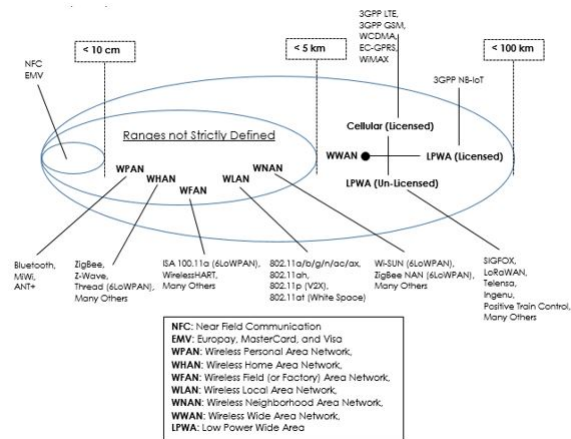 3GPP LTE,
3GPP GSM,
WCDMA,
EC-GPRS,
WiMAX
< 10 cm
< 5 km
< 100 km
NFC
EMV
3GPP NB-IoT
Ranges not Strictly Defined
Cellular (Licensed)
WPAN
WHAN
WFAN
WLAN
WNAN
WWAN
LPWA (Licensed)
LPWA (Un-Licensed)
Bluetooth,
MiWi,
ANT+
ZigBee,
Z-Wave,
Thread (6LoWPAN),
Many Others
ISA 100.11a (6LoWPAN),
WirelessHART,
Many Others
802.11a/b/g/n/ac/ax,
802.11ah,
802.11p (V2X),
802.11at (White Space)
Wi-SUN (6LoWPAN),
ZigBee NAN (6LoWPAN),
Many Others
SIGFOX,
LoRaWAN,
Telensa,
Ingenu,
Positive Train Control,
Many Others
NFC: Near Field Communication
EMV: Europay, MasterCard, and Visa
WPAN: Wireless Personal Area Network,
WHAN: Wireless Home Area Network,
WFAN: Wireless Field (or Factory) Area Network,
WLAN: Wireless Local Area Network,
WNAN: Wireless Neighborhood Area Network,
WWAN: Wireless Wide Area Network,
LPWA: Low Power Wide Area